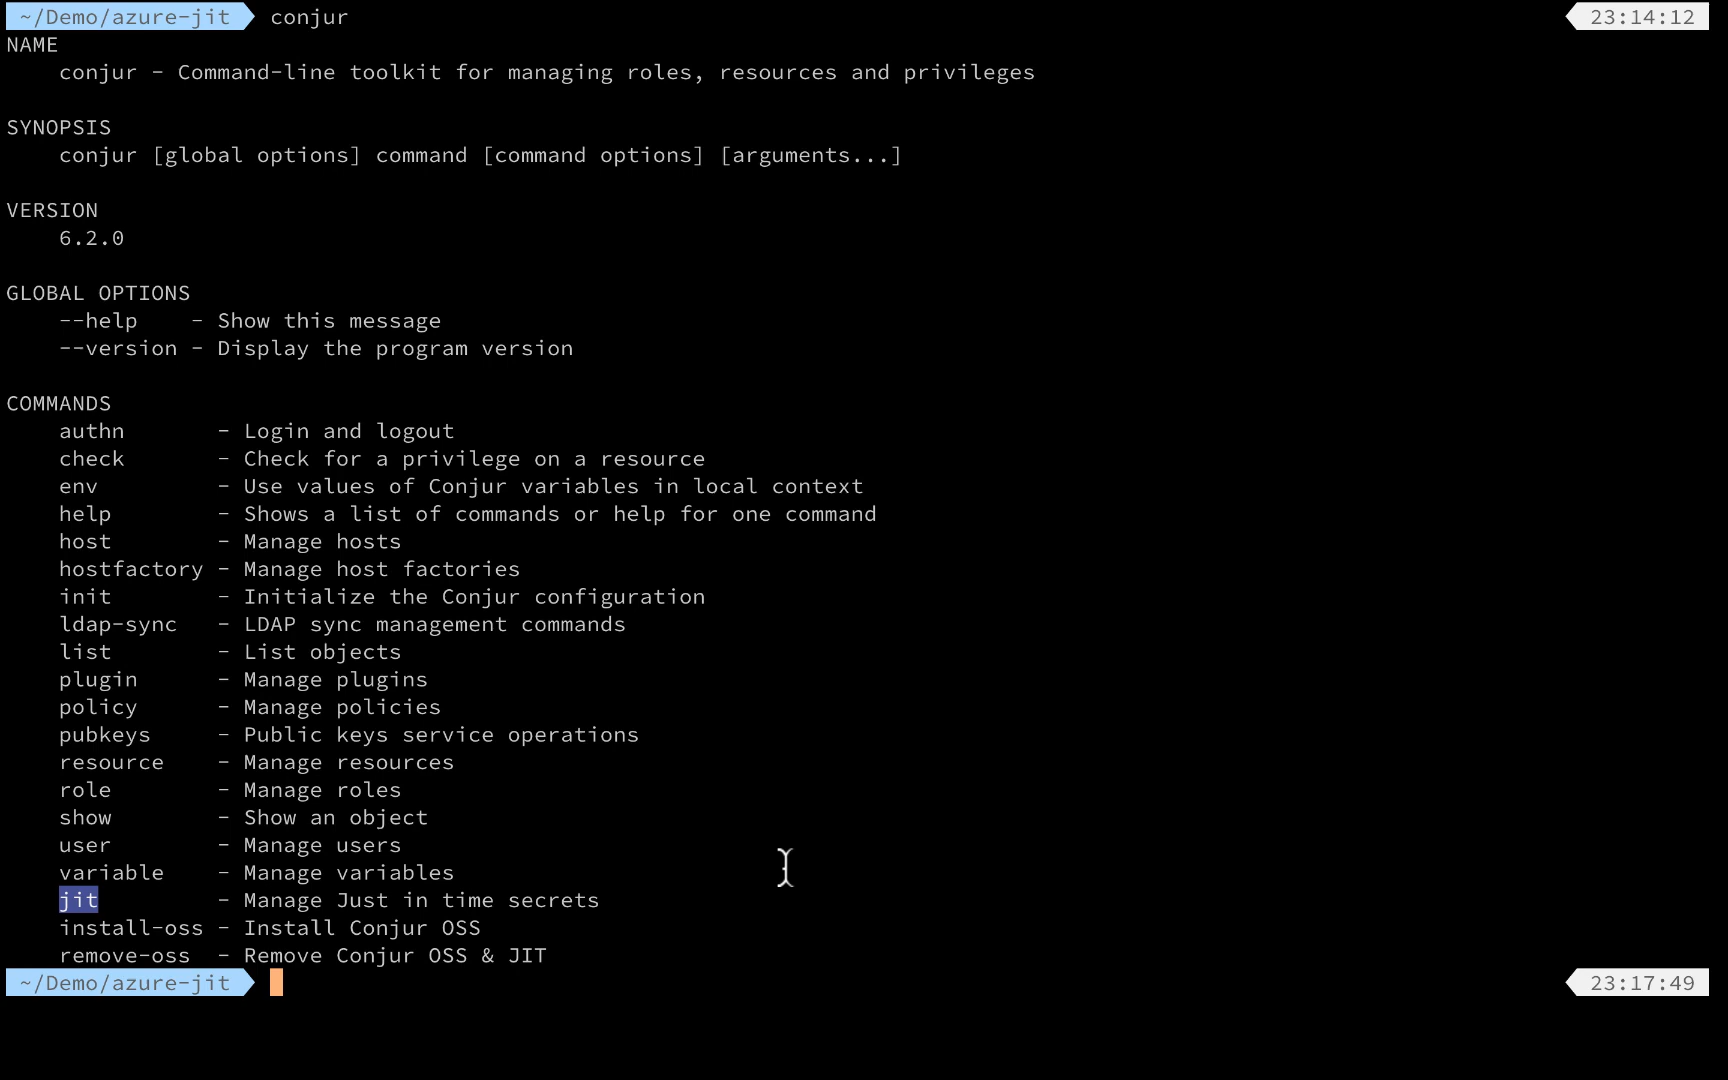 ~/Demo/azure-jit conjur 23:14:12
NAME
    conjur - Command-line toolkit for managing roles, resources and privileges
SYNOPSIS
    conjur [global options] command [command options] [arguments...]
VERSION
    6.2.0
GLOBAL OPTIONS
    --help    - Show this message
    --version - Display the program version
COMMANDS
    authn       - Login and logout
    check       - Check for a privilege on a resource
    env         - Use values of Conjur variables in local context
    help        - Shows a list of commands or help for one command
    host        - Manage hosts
    hostfactory - Manage host factories
    init        - Initialize the Conjur configuration
    ldap-sync   - LDAP sync management commands
    list        - List objects
    plugin      - Manage plugins
    policy      - Manage policies
    pubkeys     - Public keys service operations
    resource    - Manage resources
    role        - Manage roles
    show        - Show an object
    user        - Manage users
    variable    - Manage variables
    jit         - Manage Just in time secrets
    install-oss - Install Conjur OSS
    remove-oss  - Remove Conjur OSS & JIT
~/Demo/azure-jit 23:17:49